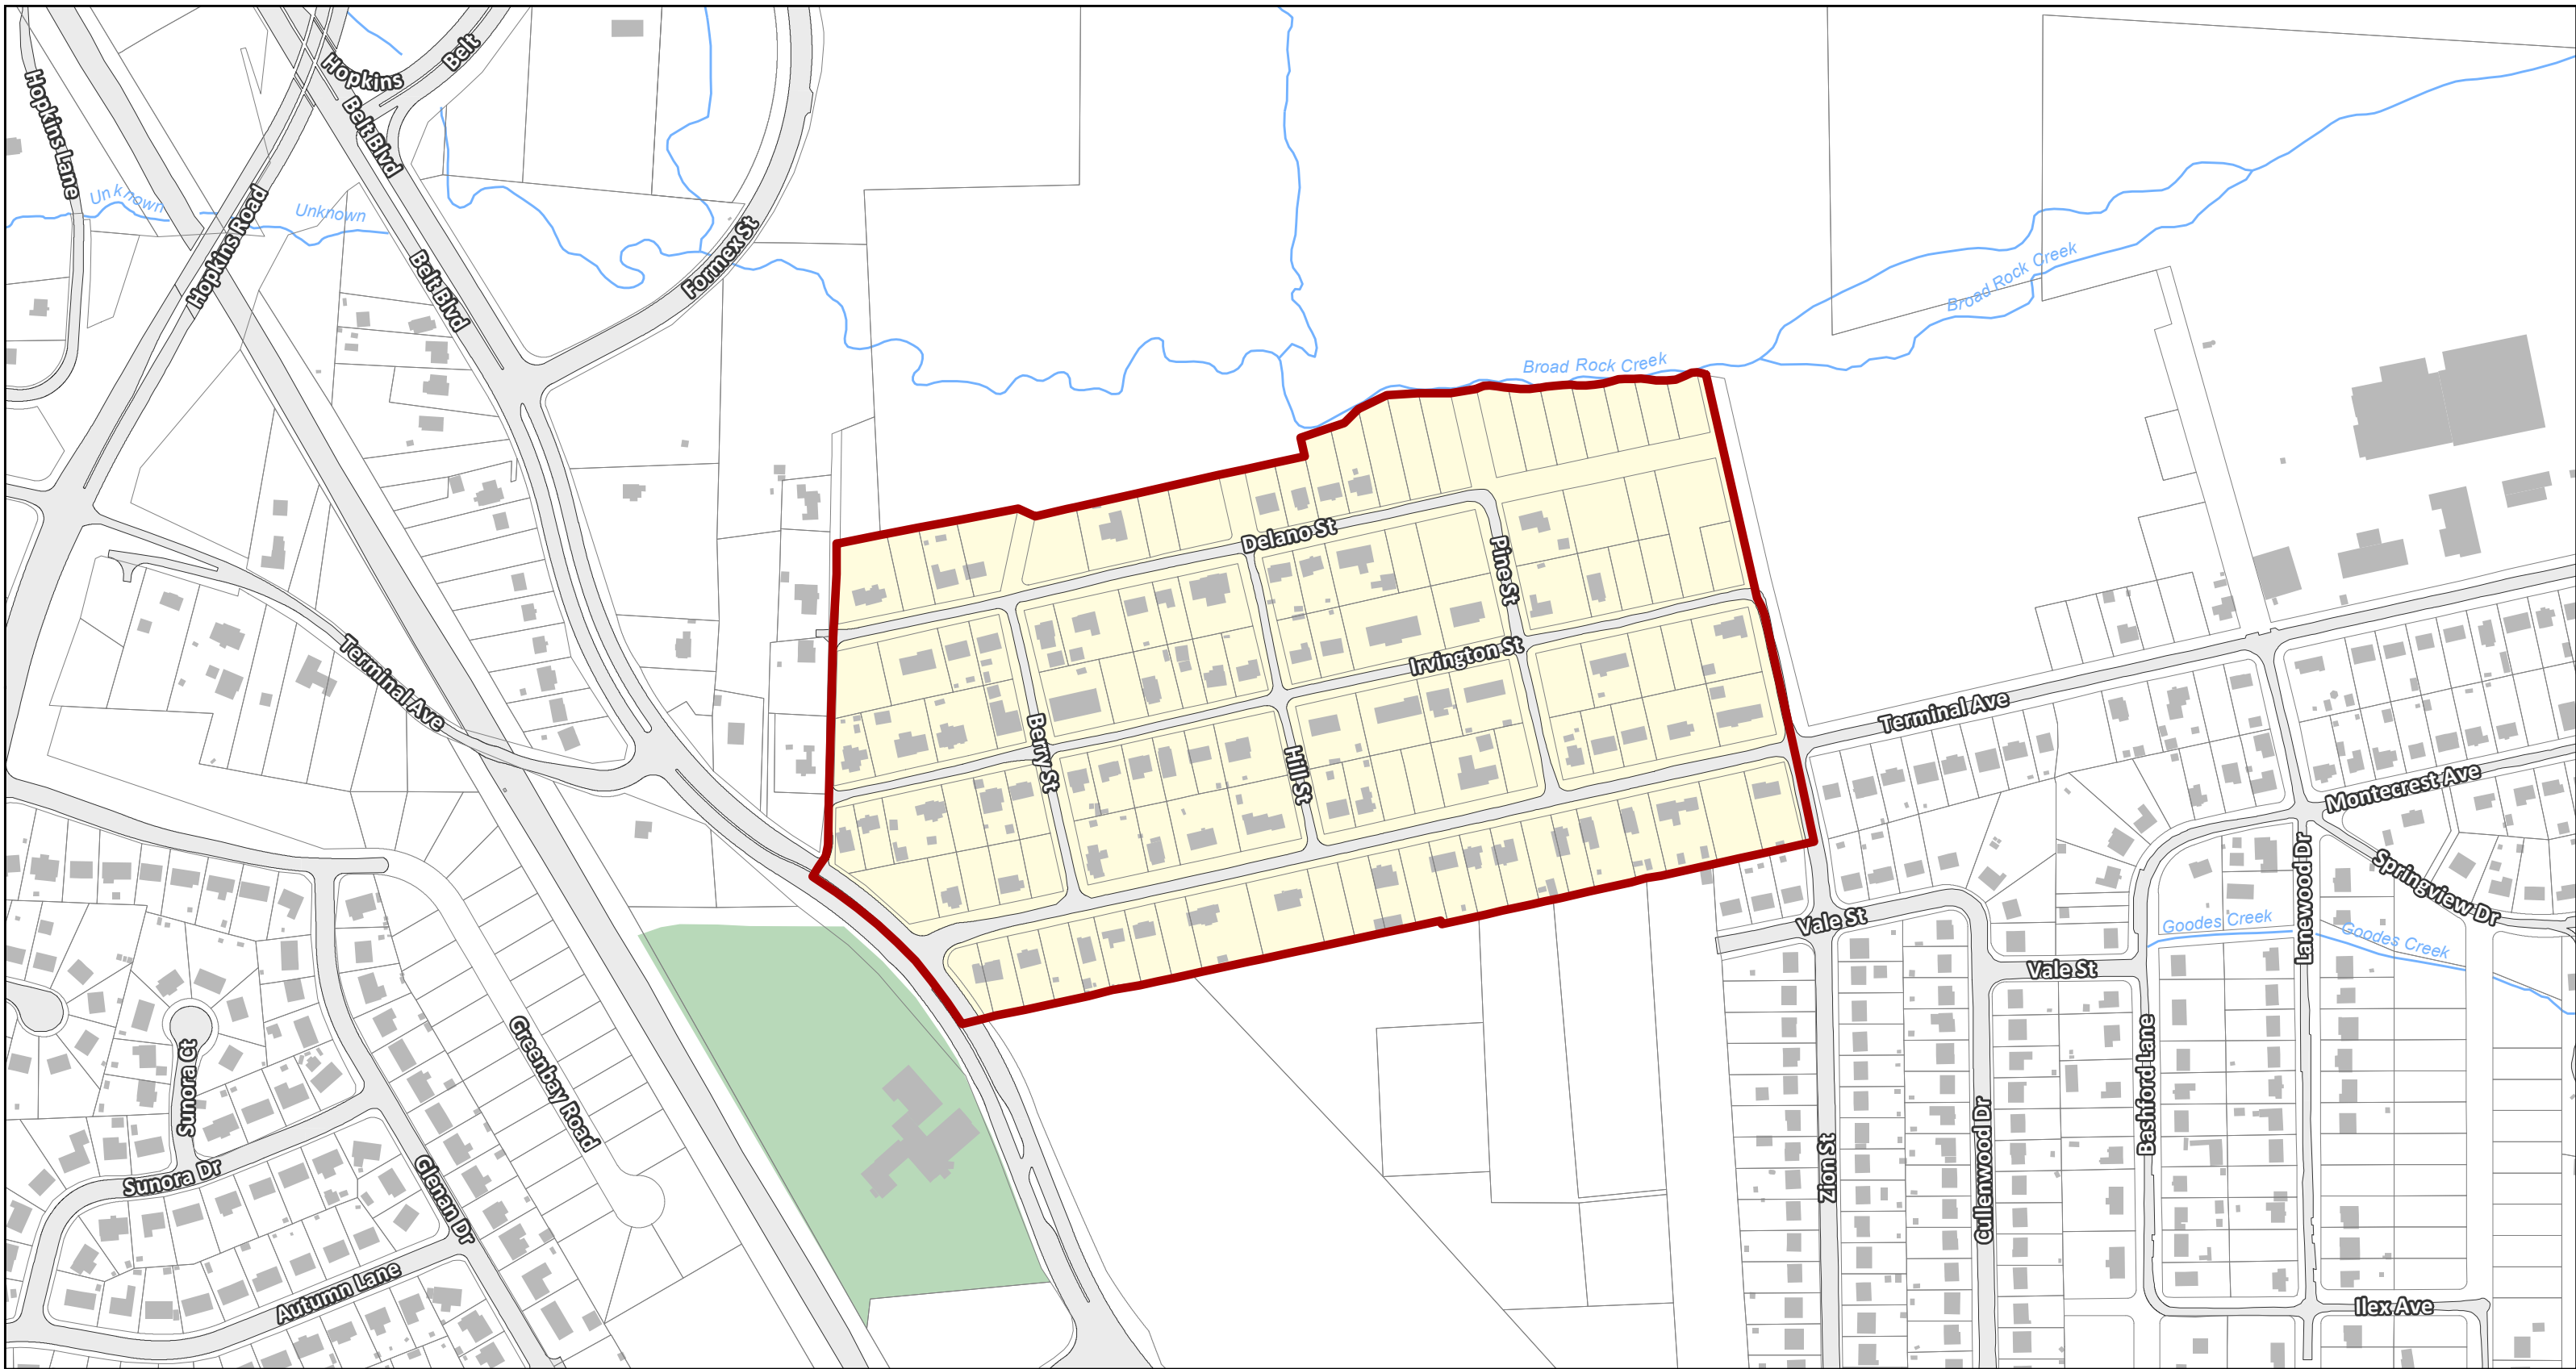 Hopkins
Belt
Hopkins Lane
Belt Blvd
Unknown
Unknown
Hopkins Road
Belt Blvd
Formex St
Broad Rock Creek
Broad Rock Creek
Delano St
Pine St
Irvington St
Terminal Ave
Terminal Ave
Berry St
Hill St
Montecrest Ave
Springview Dr
Lanewood Dr
Vale St
Goodes Creek
Goodes Creek
Vale St
Greenbay Road
Sunora Ct
Bashford Lane
Zion St
Cullenwood Dr
Sunora Dr
Glenan Dr
Autumn Lane
Ilex Ave